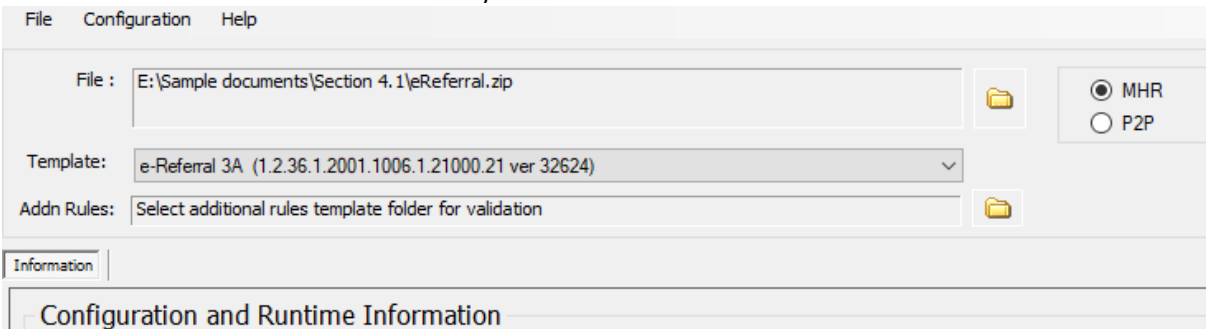 File Configuration Help
File : E:\Sample documents\Section 4.1\eReferral.zip
MHR
P2P
Template: e-Referral 3A (1.2.36.1.2001.1006.1.21000.21 ver 32624)
Addn Rules: Select additional rules template folder for validation
Information
Configuration and Runtime Information